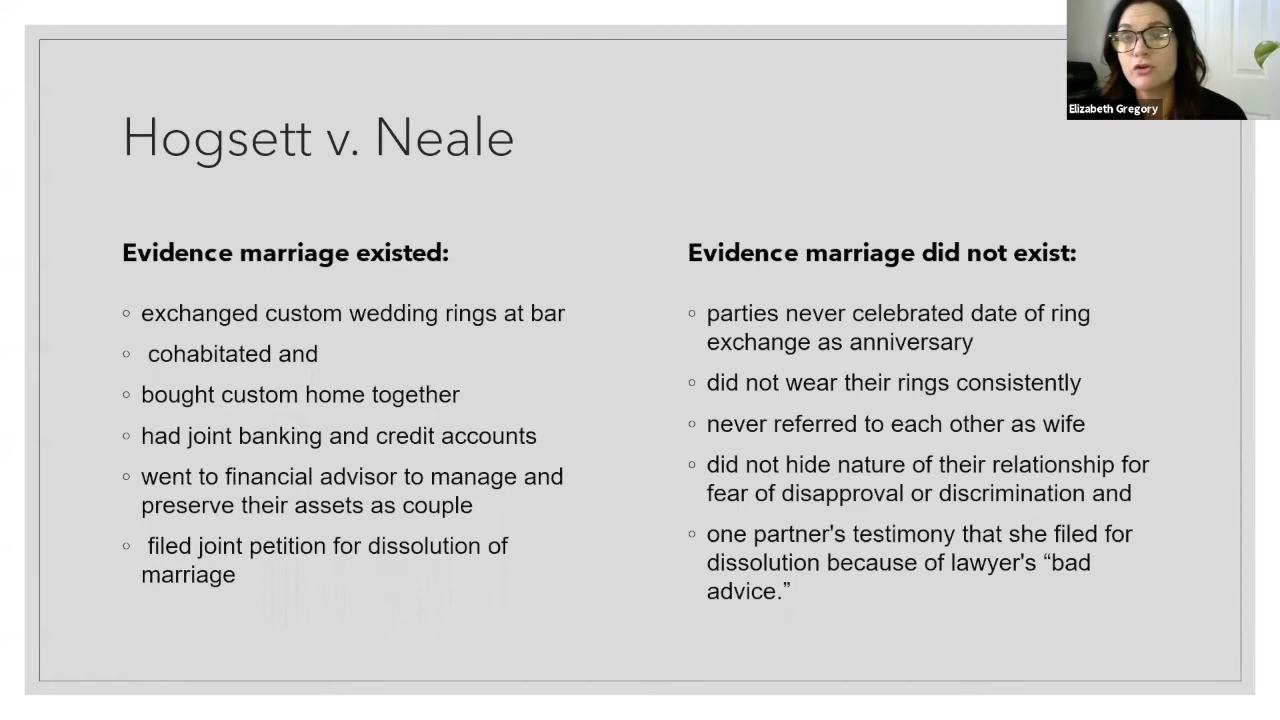 Elizabeth Gregory
Hogsett v. Neale
Evidence marriage existed:
◦ exchanged custom wedding rings at bar
◦ cohabitated and
◦ bought custom home together
◦ had joint banking and credit accounts
◦ went to financial advisor to manage and
preserve their assets as couple
◦ filed joint petition for dissolution of
marriage
Evidence marriage did not exist:
◦ parties never celebrated date of ring
exchange as anniversary
◦ did not wear their rings consistently
◦ never referred to each other as wife
◦ did not hide nature of their relationship for
fear of disapproval or discrimination and
◦ one partner's testimony that she filed for
dissolution because of lawyer's “bad
advice.”